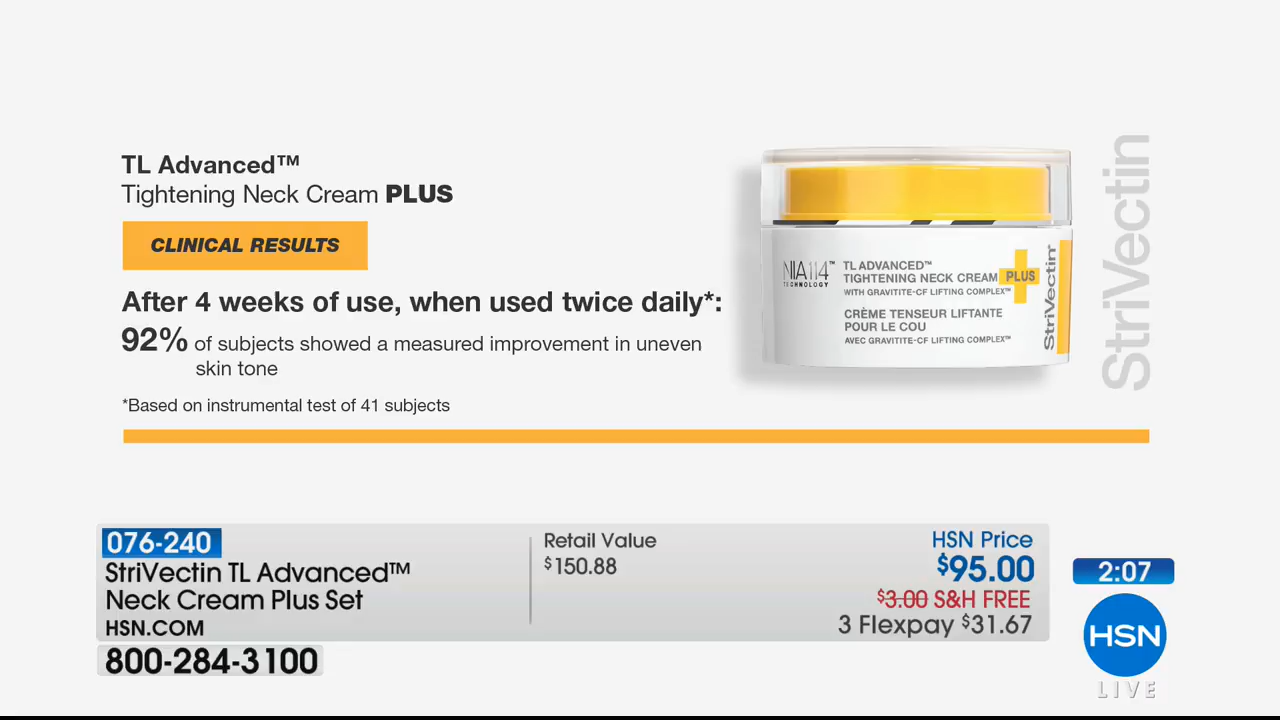 TL Advanced™
Tightening Neck Cream PLUS
CLINICAL RESULTS
After 4 weeks of use, when used twice daily*:
92% of subjects showed a measured improvement in uneven
skin tone
*Based on instrumental test of 41 subjects
NIA114™
TECHNOLOGY
TL ADVANCED™
TIGHTENING NECK CREAM PLUS
WITH GRAVITITE-CF LIFTING COMPLEX™
CRÈME TENSEUR LIFTANTE
POUR LE COU
AVEC GRAVITITE-CF LIFTING COMPLEX™
StriVectin®
StriVectin
076-240
StriVectin TL Advanced™
Neck Cream Plus Set
HSN.COM
800-284-3100
Retail Value
$150.88
HSN Price
$95.00
$3.00 S&H FREE
3 Flexpay $31.67
2:07
HSN
LIVE